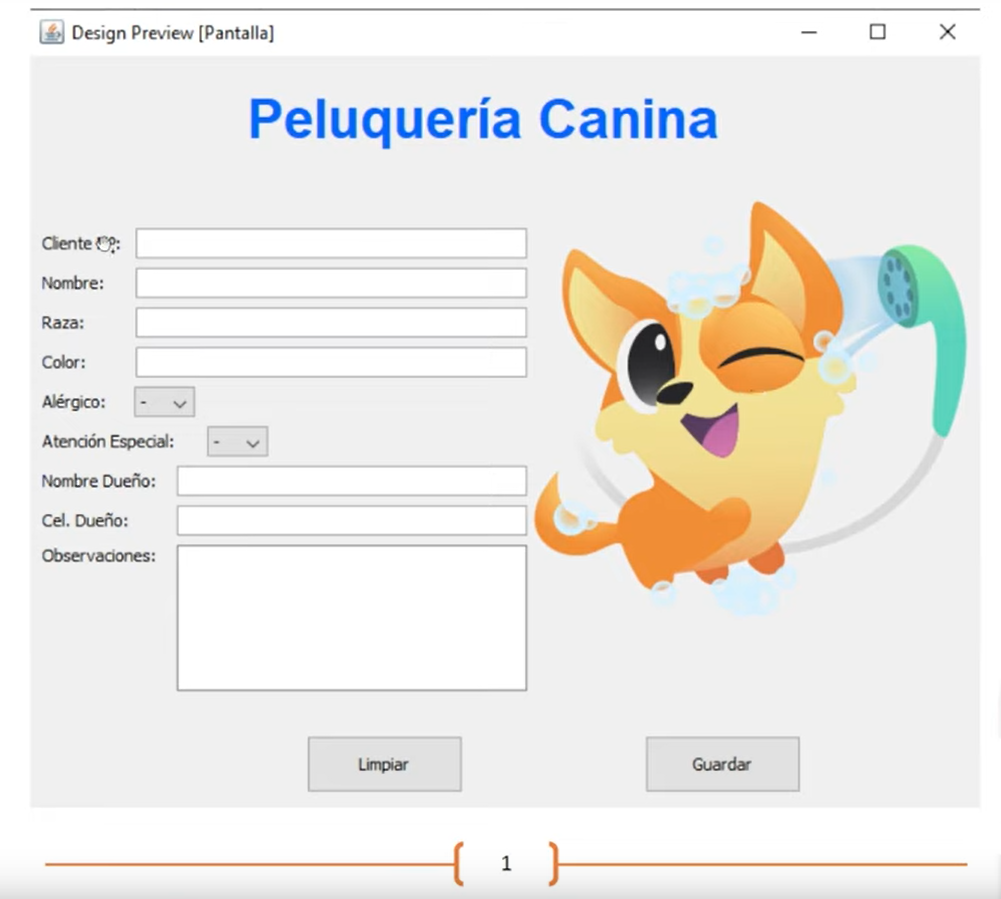 Design Preview [Pantalla]
Peluquería Canina
Cliente
Nombre:
Raza:
Color:
Alérgico: -
Atención Especial: -
Nombre Dueño:
Cel. Dueño:
Observaciones:
Limpiar Guardar
1